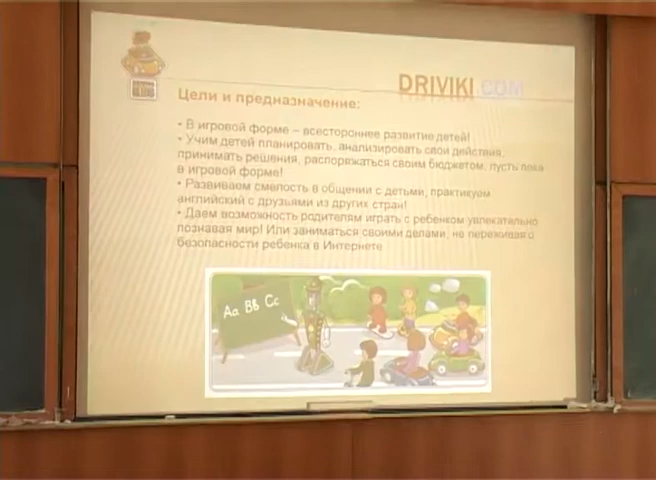 DRIVIKI.COM
Цели и предназначение:
• В игровой форме – всестороннее развитие детей!
• Учим детей планировать, анализировать свои действия,
принимать решения, распоряжаться своим бюджетом, пусть пока
в игровой форме!
• Развиваем смелость в общении с детьми, практикуем
английский с друзьями из других стран!
• Даем возможность родителям играть с ребенком увлекательно
познавая мир! Или заниматься своими делами, не переживая о
безопасности ребенка в Интернете
Aa Bb Cc